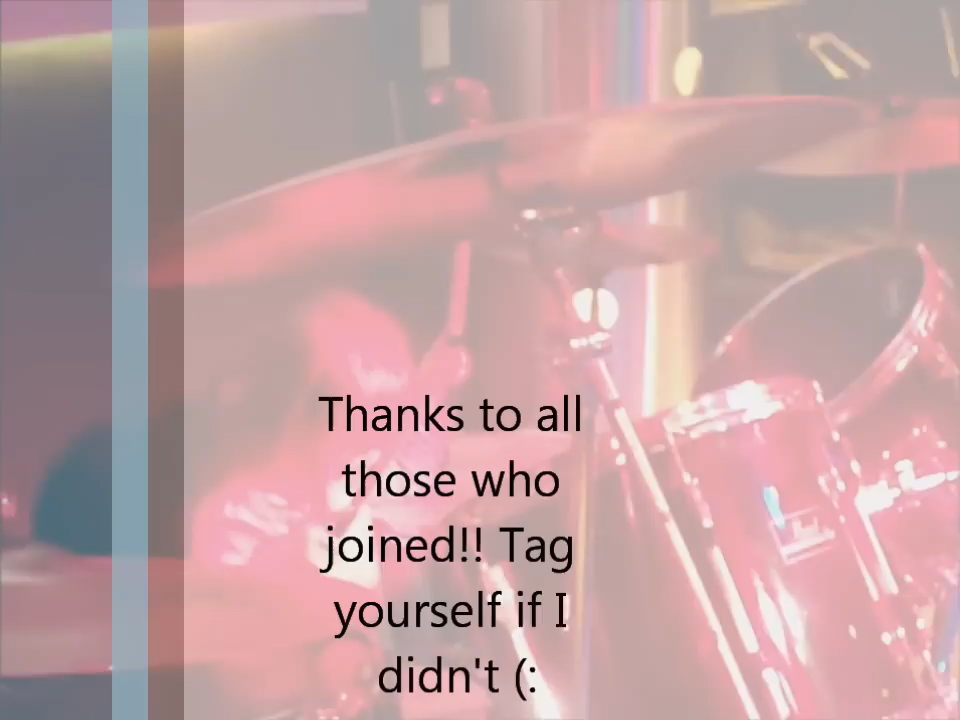 Thanks to all
those who
joined!! Tag
yourself if I
didn't (: